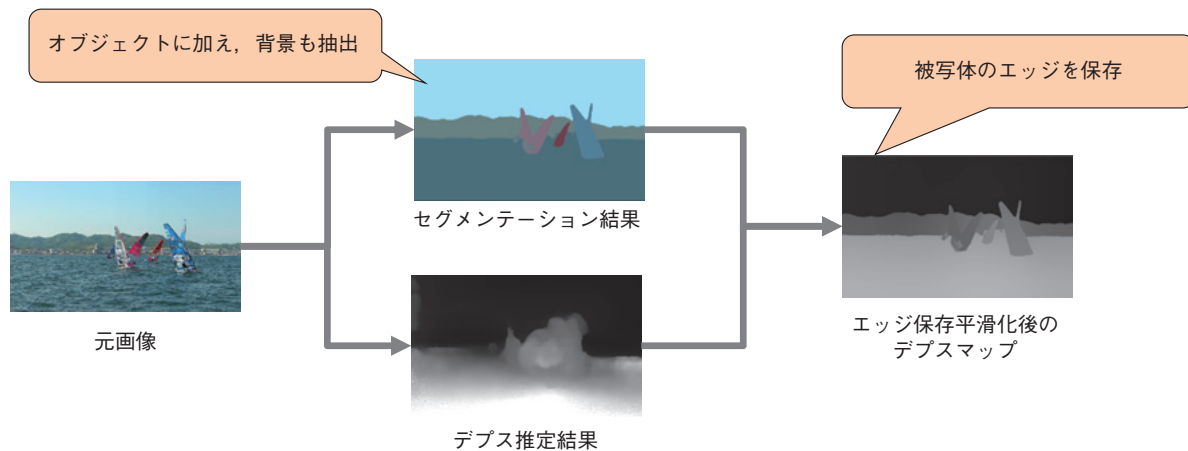 オブジェクトに加え，背景も抽出
被写体のエッジを保存
セグメンテーション結果
元画像
エッジ保存平滑化後の
デプスマップ
デプス推定結果